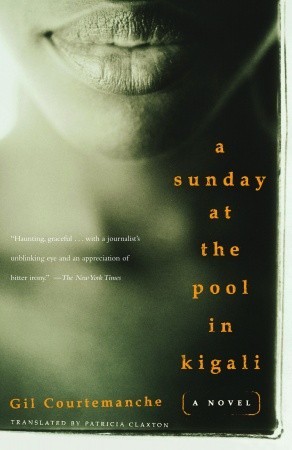 a
sunday
at
the
pool
in
kigali
"Haunting, graceful . . . with a journalist's
unblinking eye and an appreciation of
bitter irony." —The New York Times
Gil Courtemanche
[A NOVEL]
TRANSLATED BY PATRICIA CLAXTON